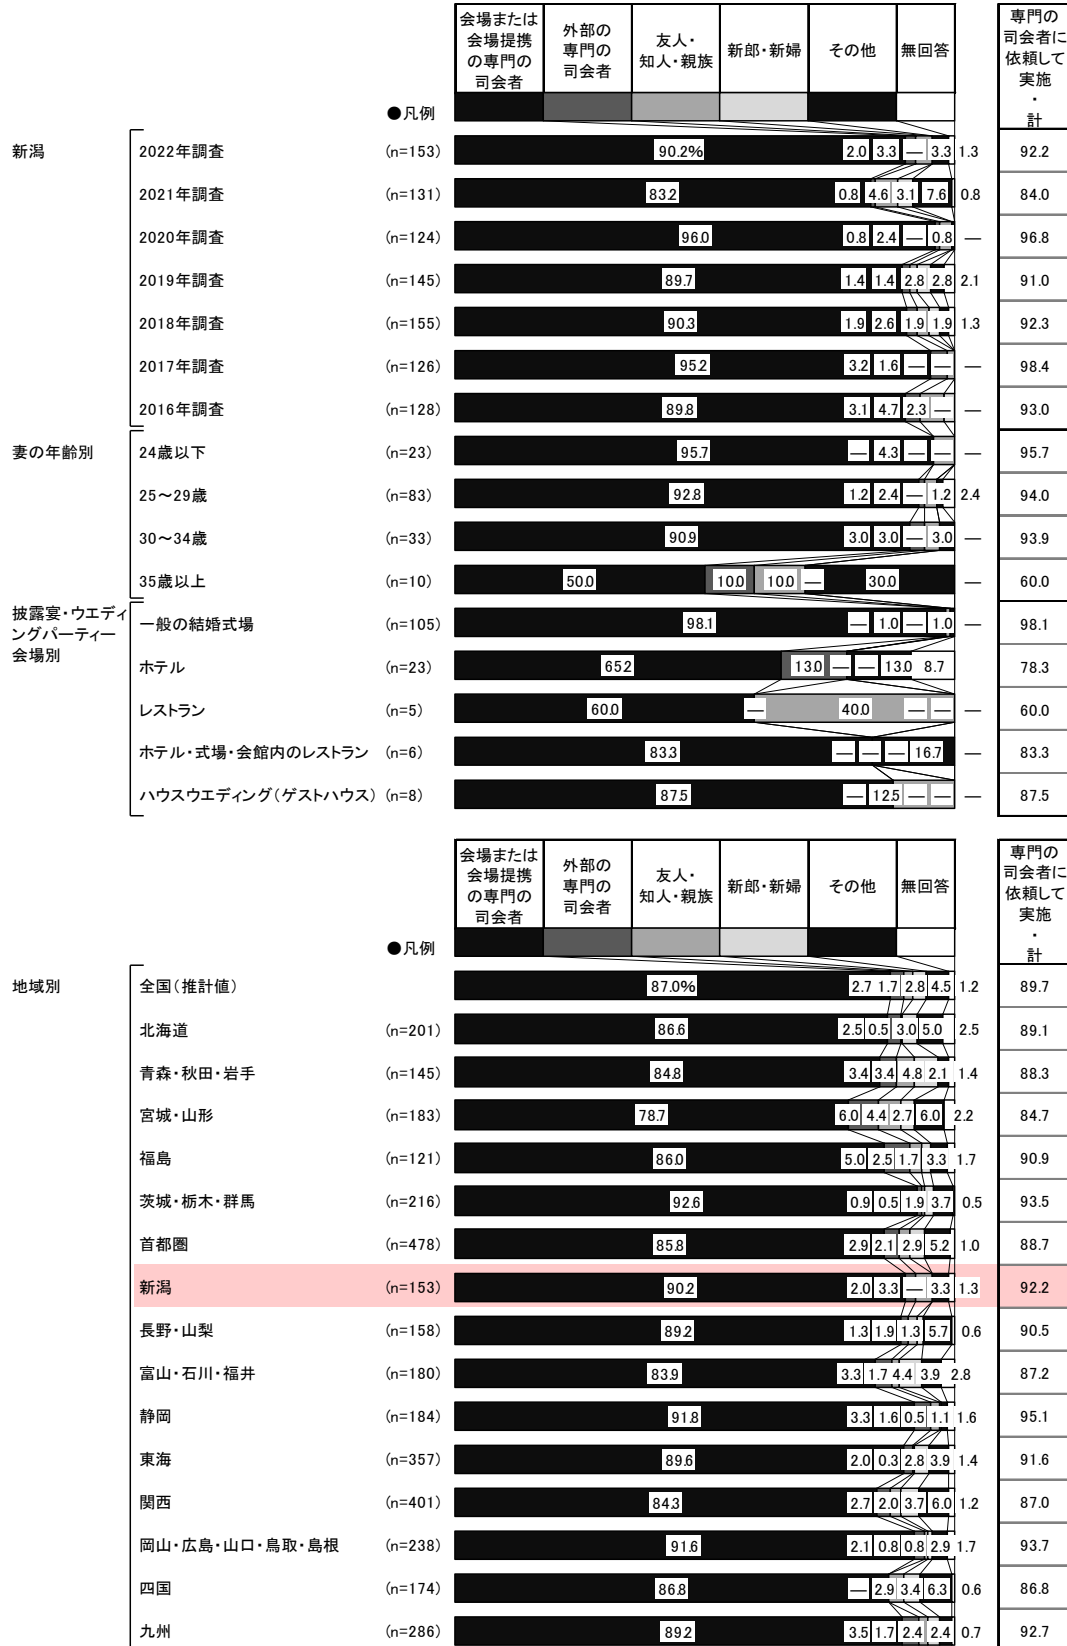 会場または
会場提携
の専門の
司会者
外部の
専門の
司会者
友人・
知人・親族
新郎・新婦
その他
無回答
専門の
司会者に
依頼して
実施
・
計
●凡例
新潟
2022年調査 (n=153) 90.2% 2.0 3.3 — 3.3 1.3 92.2
2021年調査 (n=131) 83.2 0.8 4.6 3.1 7.6 0.8 84.0
2020年調査 (n=124) 96.0 0.8 2.4 — 0.8 — 96.8
2019年調査 (n=145) 89.7 1.4 1.4 2.8 2.8 2.1 91.0
2018年調査 (n=155) 90.3 1.9 2.6 1.9 1.9 1.3 92.3
2017年調査 (n=126) 95.2 3.2 1.6 — — — 98.4
2016年調査 (n=128) 89.8 3.1 4.7 2.3 — — 93.0
妻の年齢別
24歳以下 (n=23) 95.7 — 4.3 — — — 95.7
25～29歳 (n=83) 92.8 1.2 2.4 — 1.2 2.4 94.0
30～34歳 (n=33) 90.9 3.0 3.0 — 3.0 — 93.9
35歳以上 (n=10) 50.0 10.0 10.0 — 30.0 — 60.0
披露宴・ウエディ
ングパーティー
会場別
一般の結婚式場 (n=105) 98.1 — 1.0 — 1.0 — 98.1
ホテル (n=23) 65.2 13.0 — — 13.0 8.7 78.3
レストラン (n=5) 60.0 — 40.0 — — — 60.0
ホテル・式場・会館内のレストラン (n=6) 83.3 — — — 16.7 — 83.3
ハウスウエディング（ゲストハウス） (n=8) 87.5 — 12.5 — — — 87.5
会場または
会場提携
の専門の
司会者
外部の
専門の
司会者
友人・
知人・親族
新郎・新婦
その他
無回答
専門の
司会者に
依頼して
実施
・
計
●凡例
地域別
全国（推計値） 87.0% 2.7 1.7 2.8 4.5 1.2 89.7
北海道 (n=201) 86.6 2.5 0.5 3.0 5.0 2.5 89.1
青森・秋田・岩手 (n=145) 84.8 3.4 3.4 4.8 2.1 1.4 88.3
宮城・山形 (n=183) 78.7 6.0 4.4 2.7 6.0 2.2 84.7
福島 (n=121) 86.0 5.0 2.5 1.7 3.3 1.7 90.9
茨城・栃木・群馬 (n=216) 92.6 0.9 0.5 1.9 3.7 0.5 93.5
首都圏 (n=478) 85.8 2.9 2.1 2.9 5.2 1.0 88.7
新潟 (n=153) 90.2 2.0 3.3 — 3.3 1.3 92.2
長野・山梨 (n=158) 89.2 1.3 1.9 1.3 5.7 0.6 90.5
富山・石川・福井 (n=180) 83.9 3.3 1.7 4.4 3.9 2.8 87.2
静岡 (n=184) 91.8 3.3 1.6 0.5 1.1 1.6 95.1
東海 (n=357) 89.6 2.0 0.3 2.8 3.9 1.4 91.6
関西 (n=401) 84.3 2.7 2.0 3.7 6.0 1.2 87.0
岡山・広島・山口・鳥取・島根 (n=238) 91.6 2.1 0.8 0.8 2.9 1.7 93.7
四国 (n=174) 86.8 — 2.9 3.4 6.3 0.6 86.8
九州 (n=286) 89.2 3.5 1.7 2.4 2.4 0.7 92.7